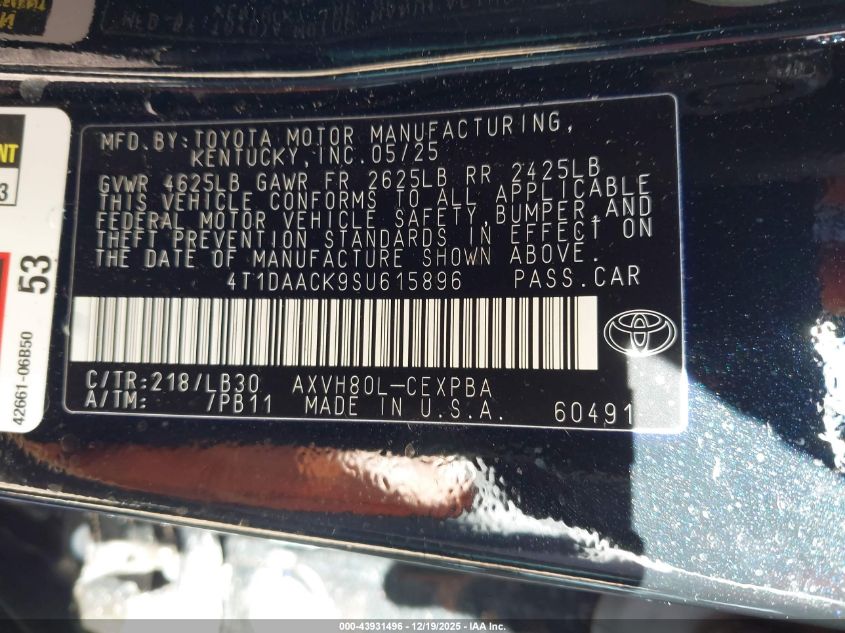 MFD.BY:TOYOTA MOTOR MANUFACTURING,
KENTUCKY,INC.05/25
GVWR 4625LB GAWR FR 2625LB RR 2425LB
THIS VEHICLE CONFORMS TO ALL APPLICABLE
FEDERAL MOTOR VEHICLE SAFETY,BUMPER,AND
THEFT PREVENTION STANDARDS IN EFFECT ON
THE DATE OF MANUFACTURE SHOWN ABOVE.
4T1DAACK9SU615896 PASS.CAR
C/TR:218/LB30 AXVH80L-CEXPBA
A/TM: 7PB11 MADE IN U.S.A. 60491
53
42661-06B50
000-43931496 - 12/19/2025 - IAA Inc.